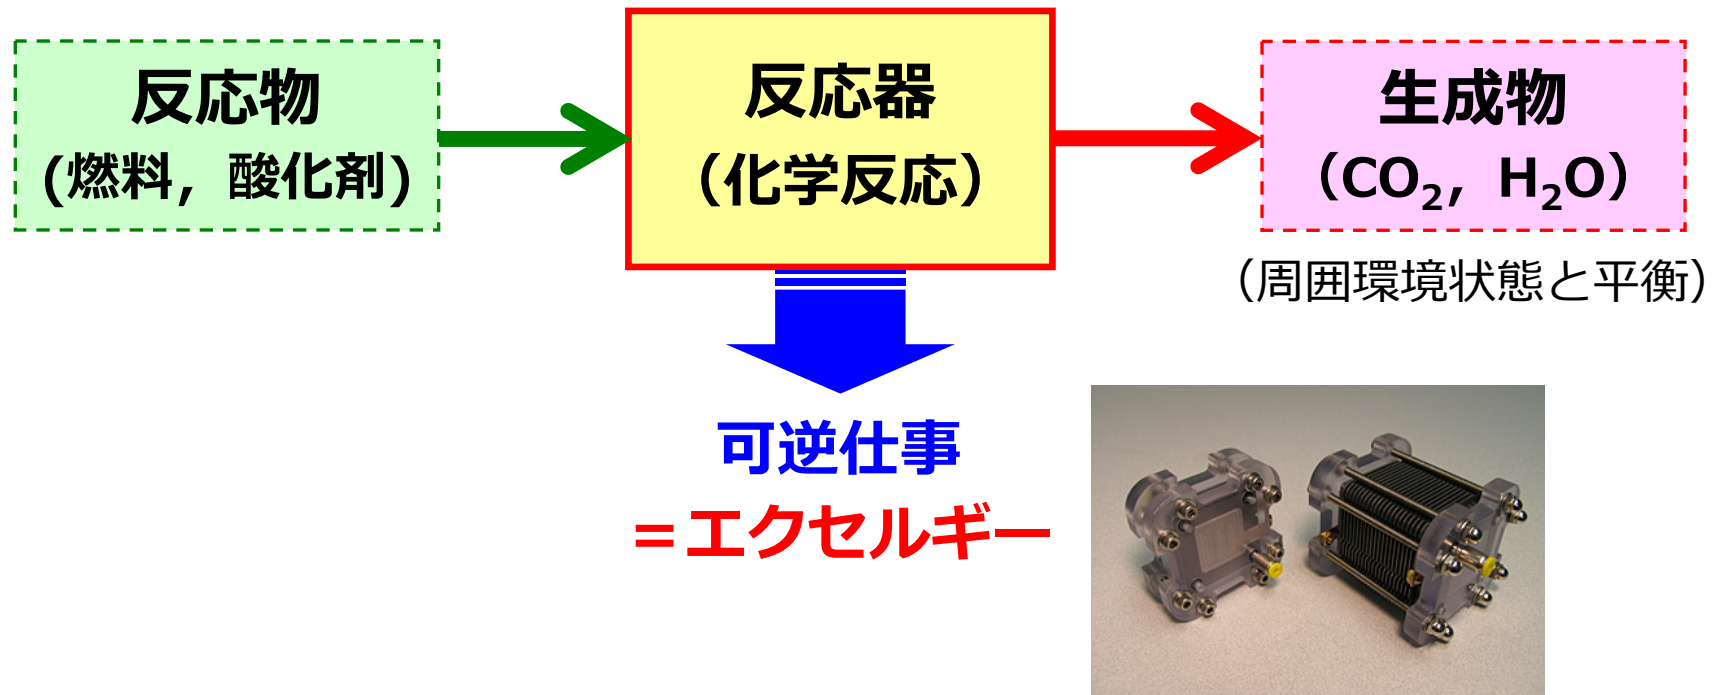 反応物
(燃料，酸化剤)
反応器
（化学反応）
生成物
（CO₂，H₂O）
（周囲環境状態と平衡）
可逆仕事
＝エクセルギー